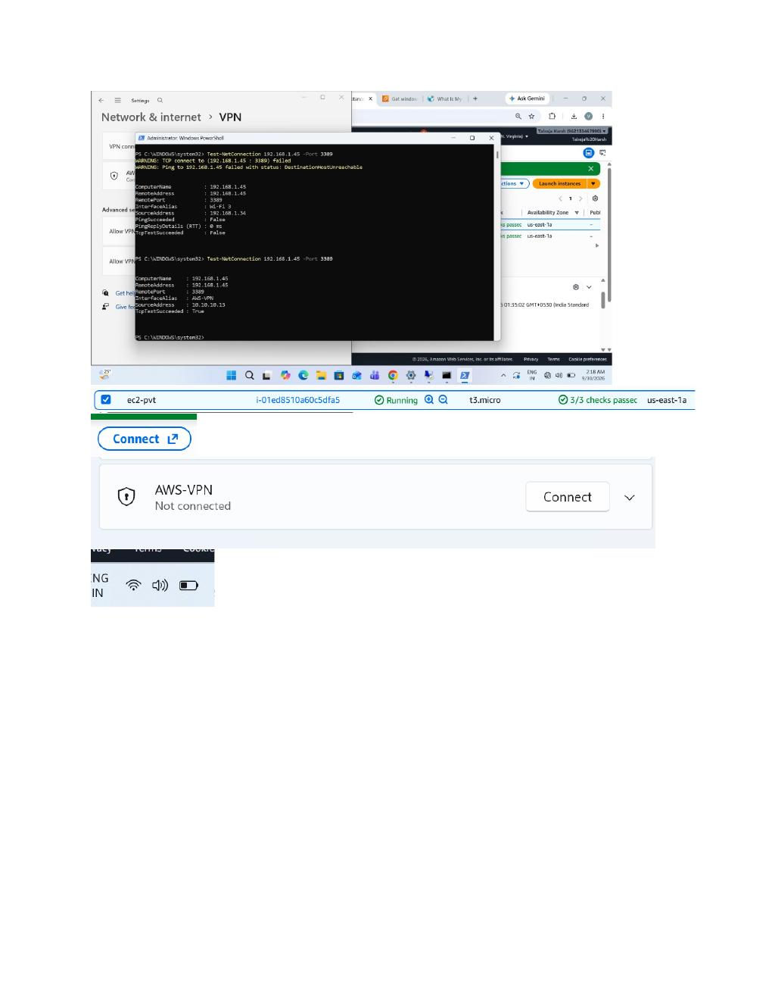 Settings
tanc
Get window
What Is My
Ask Gemini
Network & internet > VPN
Talreja Harsh (962133467990)
N. Virginia)
Talreja%20Harsh
Administrator: Windows PowerShell
VPN conn
PS C:\WINDOWS\system32> Test-NetConnection 192.168.1.45 -Port 3389
WARNING: TCP connect to (192.168.1.45 : 3389) failed
WARNING: Ping to 192.168.1.45 failed with status: DestinationHostUnreachable
AW
Con
ctions
Launch instances
ComputerName : 192.168.1.45
RemoteAddress : 192.168.1.45
RemotePort : 3389
InterfaceAlias : Wi-Fi 3
SourceAddress : 192.168.1.34
PingSucceeded : False
PingReplyDetails (RTT) : 0 ms
TcpTestSucceeded : False
1
Advanced se
k
Availability Zone
Publ
ks passec us-east-1a –
Allow VPN
ks passec us-east-1a –
PS C:\WINDOWS\system32> Test-NetConnection 192.168.1.45 -Port 3389
Allow VPN
ComputerName : 192.168.1.45
RemoteAddress : 192.168.1.45
RemotePort : 3389
InterfaceAlias : AWS-VPN
SourceAddress : 10.10.10.13
TcpTestSucceeded : True
Get hel
Give fee
01:35:02 GMT+0530 (India Standard
PS C:\WINDOWS\system32>
© 2026, Amazon Web Services, Inc. or its affiliates. Privacy Terms Cookie preferences
25°
ENG
IN
2:18 AM
9/30/2026
ec2-pvt i-01ed8510a60c5dfa5 Running t3.micro 3/3 checks passec us-east-1a
Connect
AWS-VPN
Not connected
Connect
vacy Terms Cookie
NG
IN